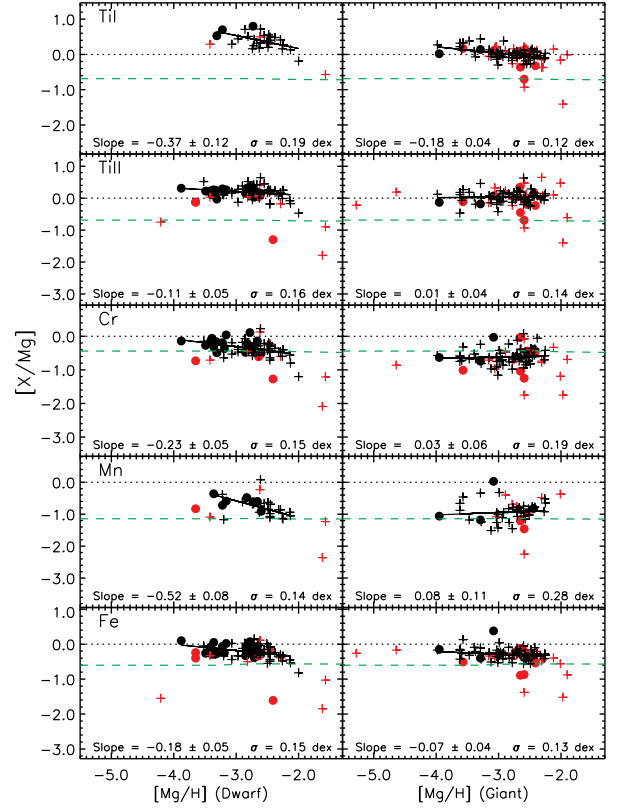 TiI
1.0
0.0
−1.0
−2.0
Slope = −0.37 ± 0.12 σ = 0.19 dex
Slope = −0.18 ± 0.04 σ = 0.12 dex
TiII
1.0
0.0
−1.0
−2.0
−3.0
Slope = −0.11 ± 0.05 σ = 0.16 dex
Slope = 0.01 ± 0.04 σ = 0.14 dex
Cr
0.0
−1.0
−2.0
−3.0
Slope = −0.23 ± 0.05 σ = 0.15 dex
Slope = 0.03 ± 0.06 σ = 0.19 dex
[X/Mg]
Mn
0.0
−1.0
−2.0
−3.0
Slope = −0.52 ± 0.08 σ = 0.14 dex
Slope = 0.08 ± 0.11 σ = 0.28 dex
Fe
1.0
0.0
−1.0
−2.0
−3.0
Slope = −0.18 ± 0.05 σ = 0.15 dex
Slope = −0.07 ± 0.04 σ = 0.13 dex
−5.0 −4.0 −3.0 −2.0
−5.0 −4.0 −3.0 −2.0
[Mg/H] (Dwarf)
[Mg/H] (Giant)